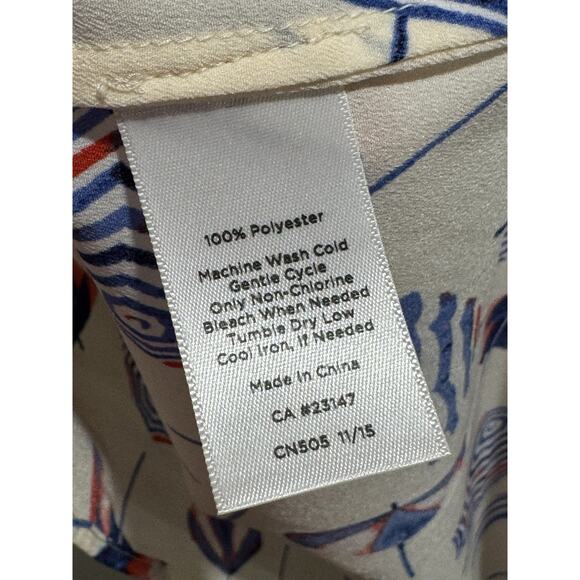 100% Polyester
Machine Wash Cold
Gentle Cycle
Only Non-Chlorine
Bleach When Needed
Tumble Dry Low
Cool Iron, If Needed
Made In China
CA #23147
CN505 11/15